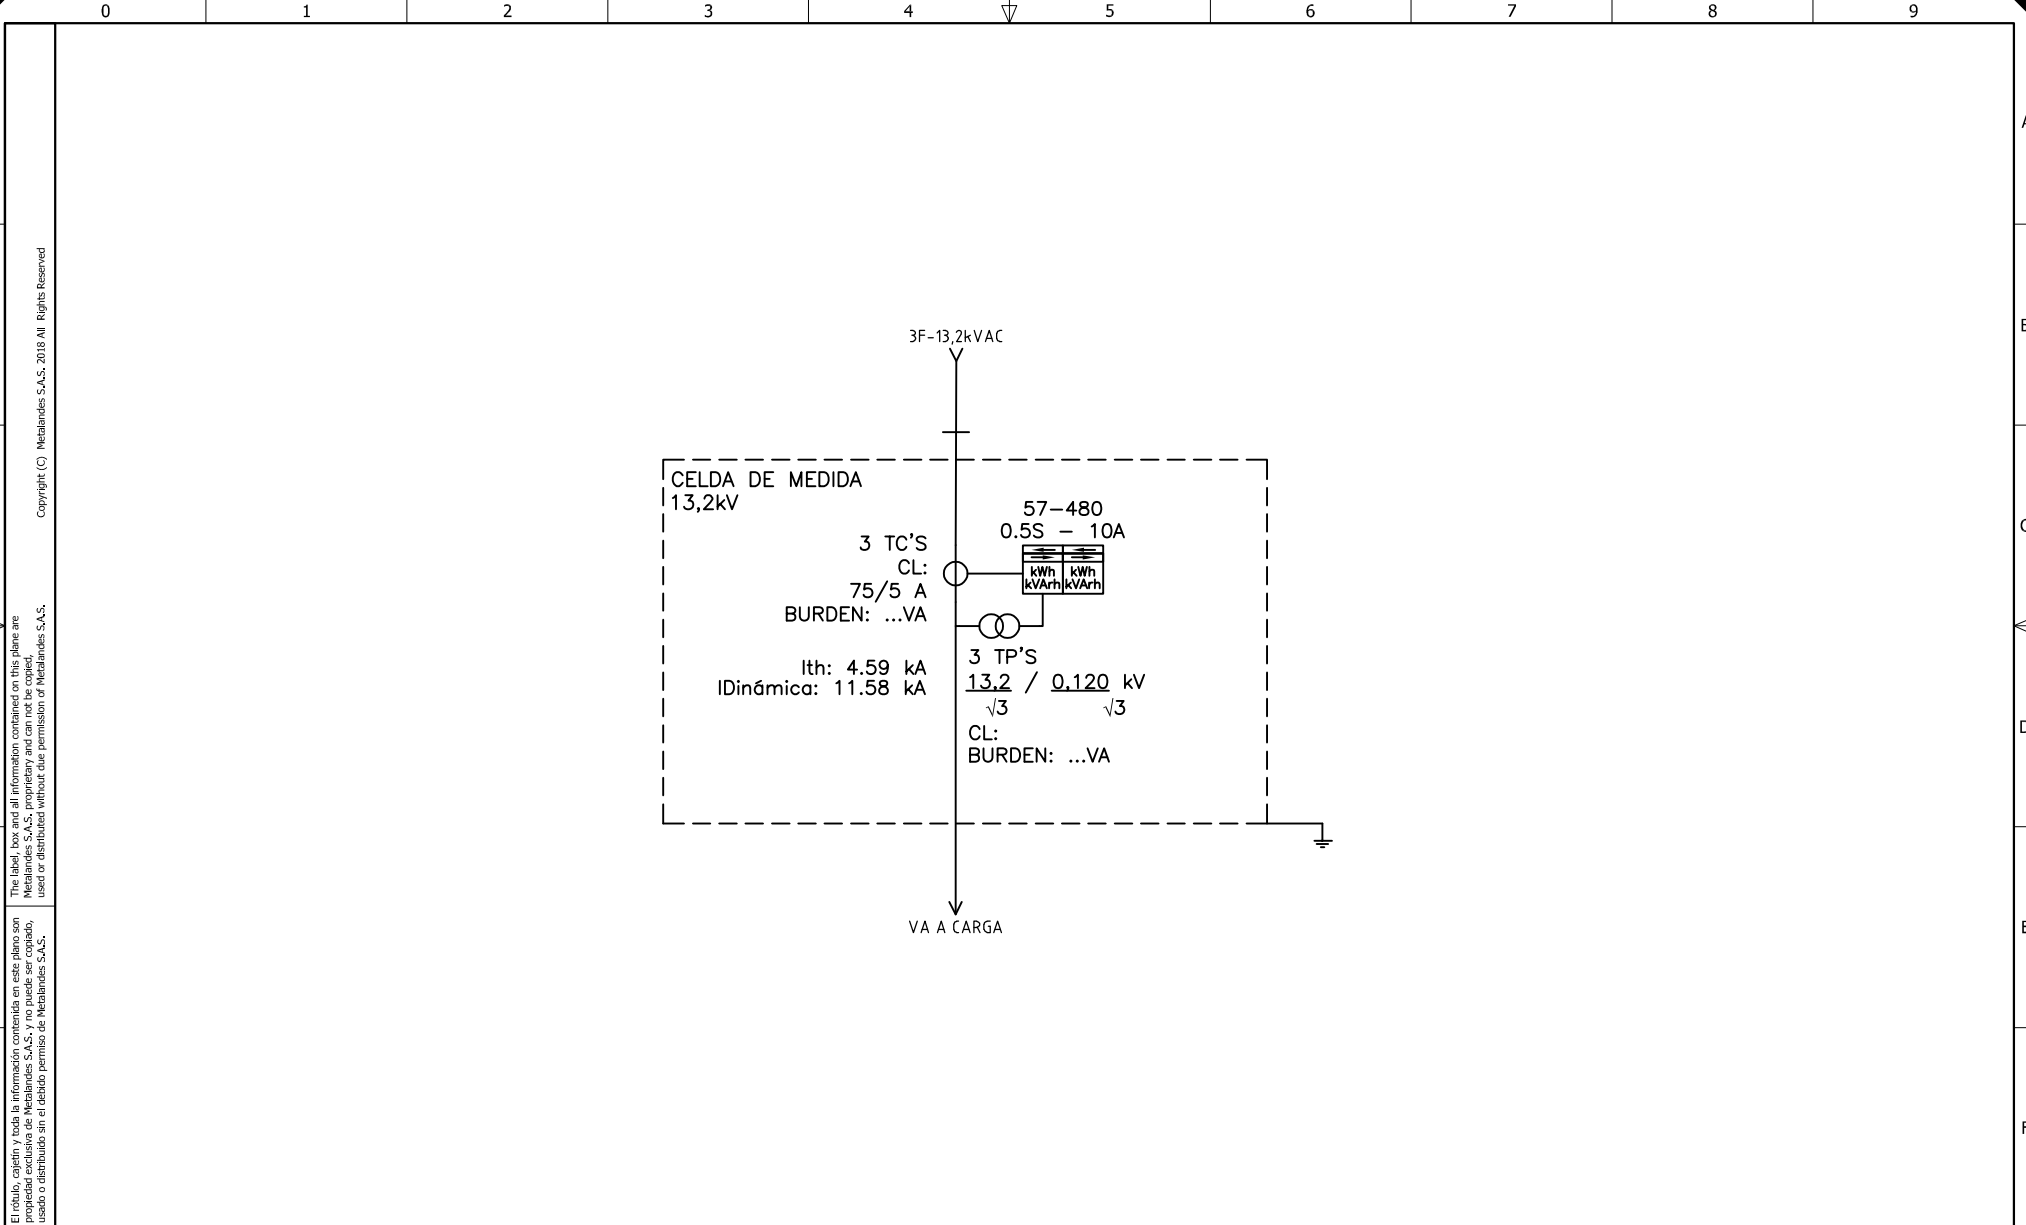 0 1 2 3 4 5 6 7 8 9
A
B
C
D
E
F
3F-13,2kVAC
CELDA DE MEDIDA
13,2kV
57-480
0.5S - 10A
3 TC'S
CL:
75/5 A
BURDEN: ...VA
kWh kWh
kVArh kVArh
Ith: 4.59 kA
IDinámica: 11.58 kA
3 TP'S
13,2 / 0,120 kV
√3 √3
CL:
BURDEN: ...VA
VA A CARGA
The label, box and all information contained on this plane are
Metalandes S.A.S. proprietary and can not be copied,
used or distributed without due permission of Metalandes S.A.S.
Copyright (C) Metalandes S.A.S. 2018 All Rights Reserved
El rótulo, cajetín y toda la información contenida en este plano son
propiedad exclusiva de Metalandes S.A.S. y no puede ser copiado,
usado o distribuido sin el debido permiso de Metalandes S.A.S.